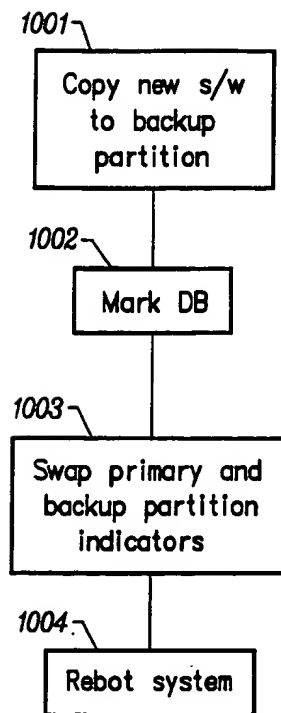 1001
Copy new s/w
to backup
partition
1002
Mark DB
1003
Swap primary and
backup partition
indicators
1004
Rebot system